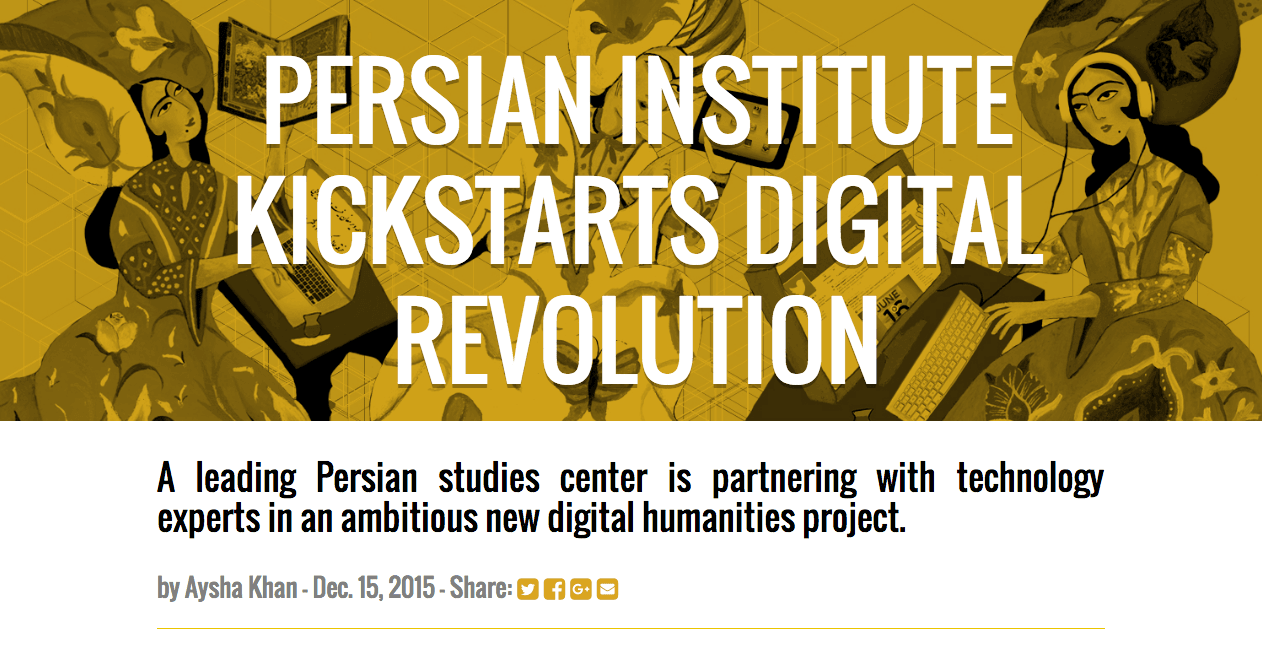 PERSIAN INSTITUTE
KICKSTARTS DIGITAL
REVOLUTION
JUNE
A leading Persian studies center is partnering with technology
experts in an ambitious new digital humanities project.
by Aysha Khan - Dec. 15, 2015 - Share: